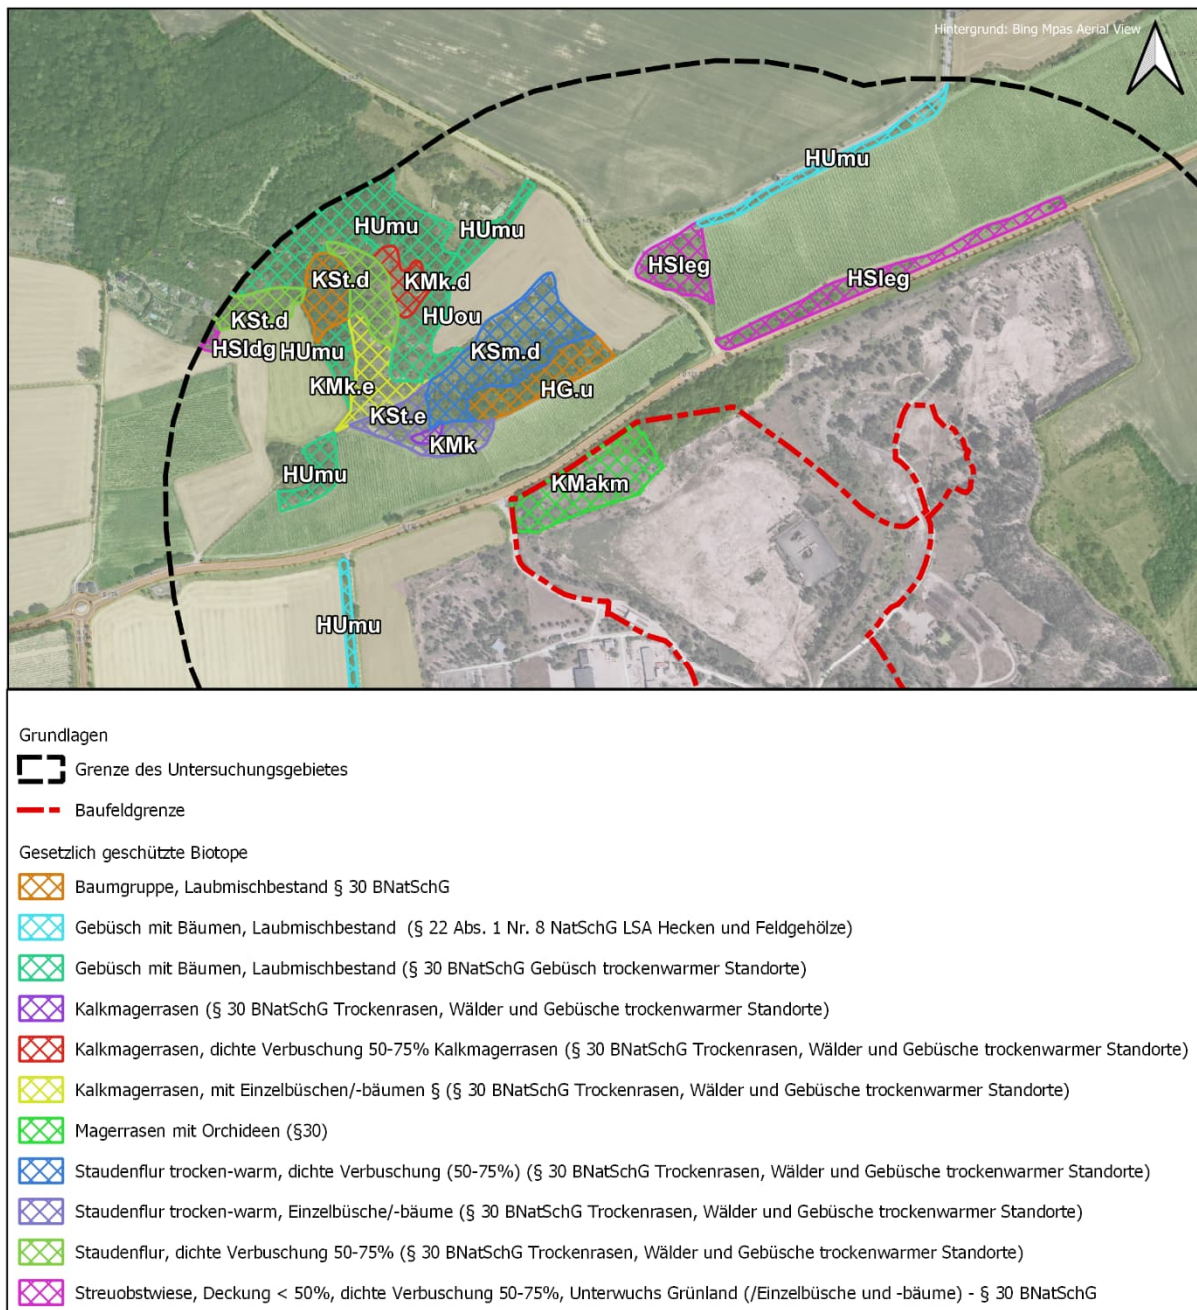 Hintergrund: Bing Mpas Aerial View
HUmu
HUmu
HUmu
HSleg
KSt.d
KMk.d
HSleg
KSt.d
HUou
HSldg
HUmu
KSm.d
KMk.e
HG.u
KSt.e
KMk
HUmu
KMakm
HUmu
Grundlagen
Grenze des Untersuchungsgebietes
Baufeldgrenze
Gesetzlich geschützte Biotope
Baumgruppe, Laubmischbestand § 30 BNatSchG
Gebüsch mit Bäumen, Laubmischbestand (§ 22 Abs. 1 Nr. 8 NatSchG LSA Hecken und Feldgehölze)
Gebüsch mit Bäumen, Laubmischbestand (§ 30 BNatSchG Gebüsch trockenwarmer Standorte)
Kalkmagerrasen (§ 30 BNatSchG Trockenrasen, Wälder und Gebüsche trockenwarmer Standorte)
Kalkmagerrasen, dichte Verbuschung 50-75% Kalkmagerrasen (§ 30 BNatSchG Trockenrasen, Wälder und Gebüsche trockenwarmer Standorte)
Kalkmagerrasen, mit Einzelbüschen/-bäumen § (§ 30 BNatSchG Trockenrasen, Wälder und Gebüsche trockenwarmer Standorte)
Magerrasen mit Orchideen (§30)
Staudenflur trocken-warm, dichte Verbuschung (50-75%) (§ 30 BNatSchG Trockenrasen, Wälder und Gebüsche trockenwarmer Standorte)
Staudenflur trocken-warm, Einzelbüsche/-bäume (§ 30 BNatSchG Trockenrasen, Wälder und Gebüsche trockenwarmer Standorte)
Staudenflur, dichte Verbuschung 50-75% (§ 30 BNatSchG Trockenrasen, Wälder und Gebüsche trockenwarmer Standorte)
Streuobstwiese, Deckung < 50%, dichte Verbuschung 50-75%, Unterwuchs Grünland (/Einzelbüsche und -bäume) - § 30 BNatSchG